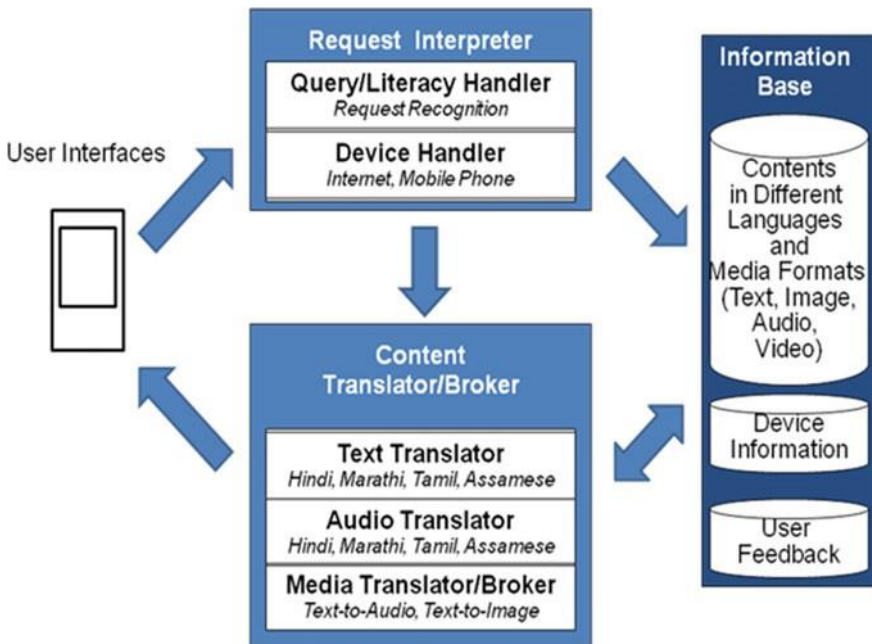 User Interfaces
Request Interpreter
Query/Literacy Handler
Request Recognition
Device Handler
Internet, Mobile Phone
Content
Translator/Broker
Text Translator
Hindi, Marathi, Tamil, Assamese
Audio Translator
Hindi, Marathi, Tamil, Assamese
Media Translator/Broker
Text-to-Audio, Text-to-Image
Information
Base
Contents
in Different
Languages
and
Media Formats
(Text, Image,
Audio,
Video)
Device
Information
User
Feedback